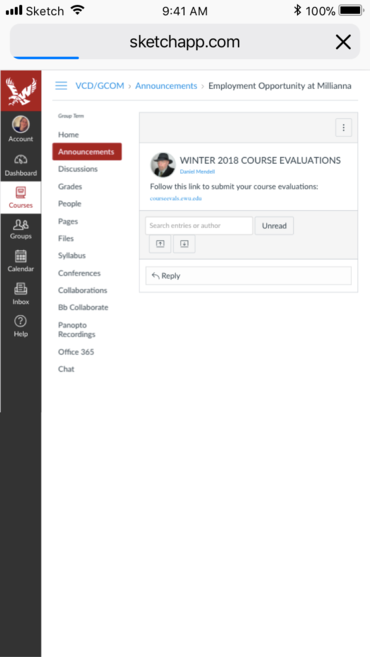 Sketch 9:41 AM 100%
sketchapp.com
VCD/GCOM › Announcements › Employment Opportunity at Millianna
Account
Dashboard
Courses
Groups
Calendar
Inbox
Help
Group Term
Home
Announcements
Discussions
Grades
People
Pages
Files
Syllabus
Conferences
Collaborations
Bb Collaborate
Panopto
Recordings
Office 365
Chat
WINTER 2018 COURSE EVALUATIONS
Daniel Mendell
Follow this link to submit your course evaluations:
courseevals.ewu.edu
Search entries or author
Unread
Reply